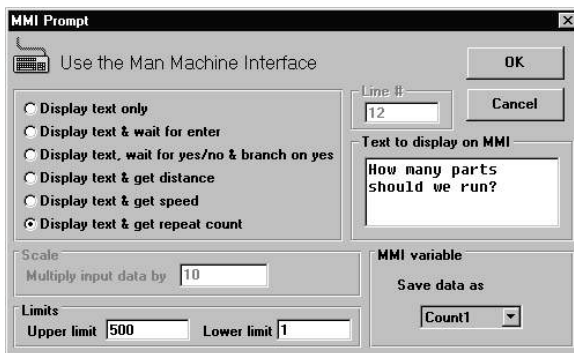 MMI Prompt
Use the Man Machine Interface
OK
Cancel
Display text only
Display text & wait for enter
Display text, wait for yes/no & branch on yes
Display text & get distance
Display text & get speed
Display text & get repeat count
Line #
12
Text to display on MMI
How many parts
should we run?
Scale
Multiply input data by 10
Limits
Upper limit 500 Lower limit 1
MMI variable
Save data as
Count1